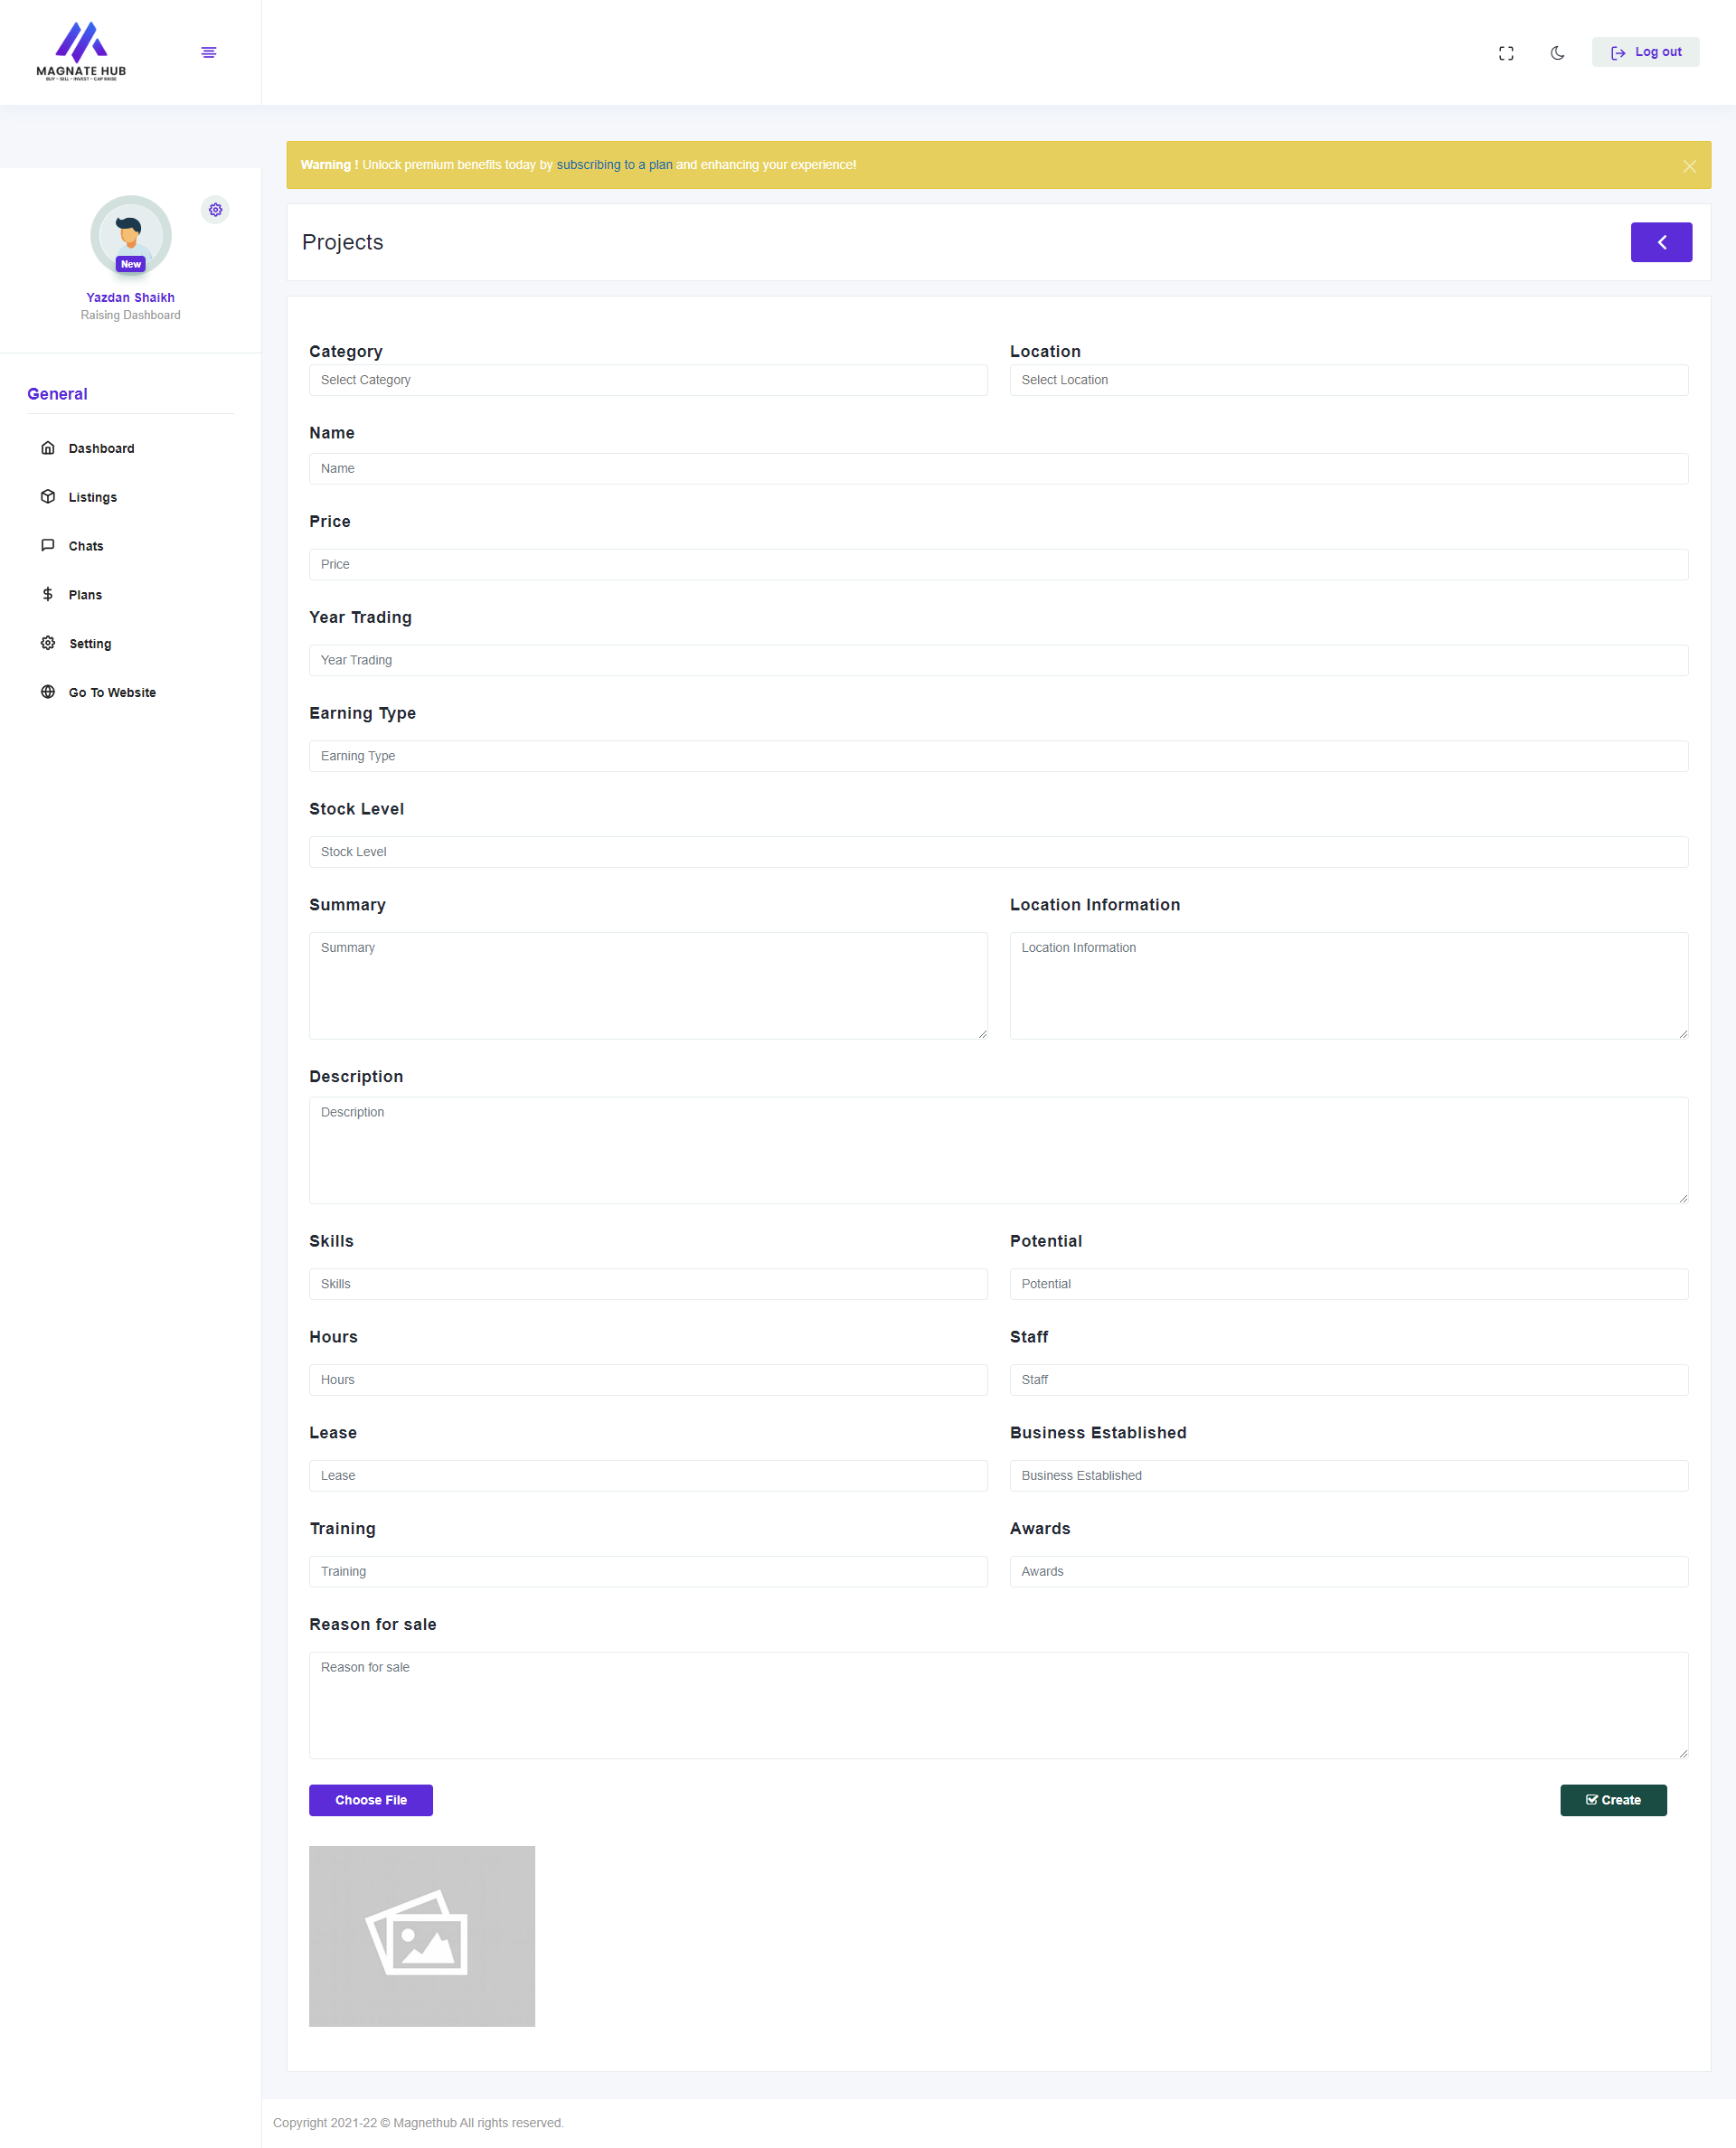 MAGNATE HUB
BUY - SELL - INVEST - CAP RAISE
Log out
Warning ! Unlock premium benefits today by subscribing to a plan and enhancing your experience!
New
Yazdan Shaikh
Raising Dashboard
General
Dashboard
Listings
Chats
Plans
Setting
Go To Website
Projects
Category
Location
Select Category
Select Location
Name
Name
Price
Price
Year Trading
Year Trading
Earning Type
Earning Type
Stock Level
Stock Level
Summary
Location Information
Summary
Location Information
Description
Description
Skills
Potential
Skills
Potential
Hours
Staff
Hours
Staff
Lease
Business Established
Lease
Business Established
Training
Awards
Training
Awards
Reason for sale
Reason for sale
Choose File
Create
Copyright 2021-22 © Magnethub All rights reserved.